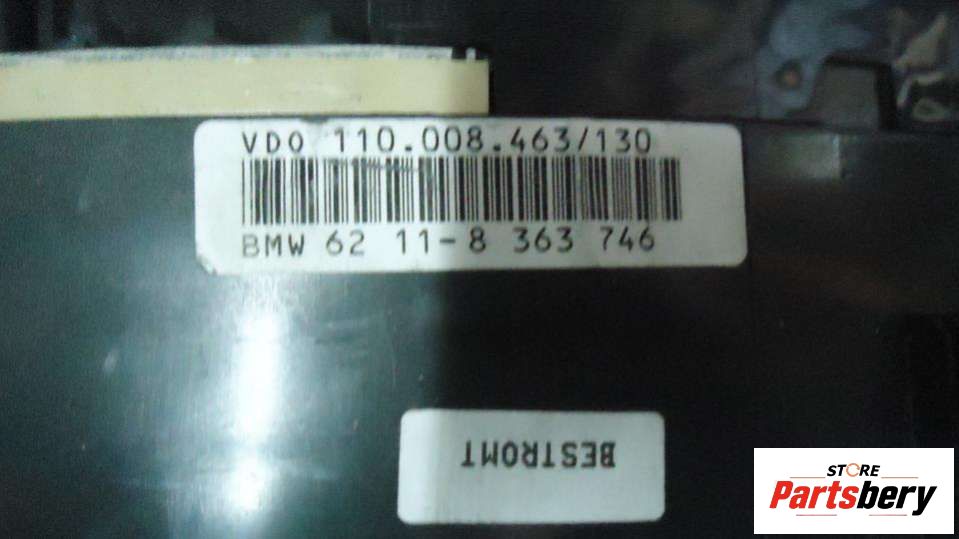 VDO 110.008.463/130
BMW 62 11-8 363 746
BESTROMT
STORE
Partsbery